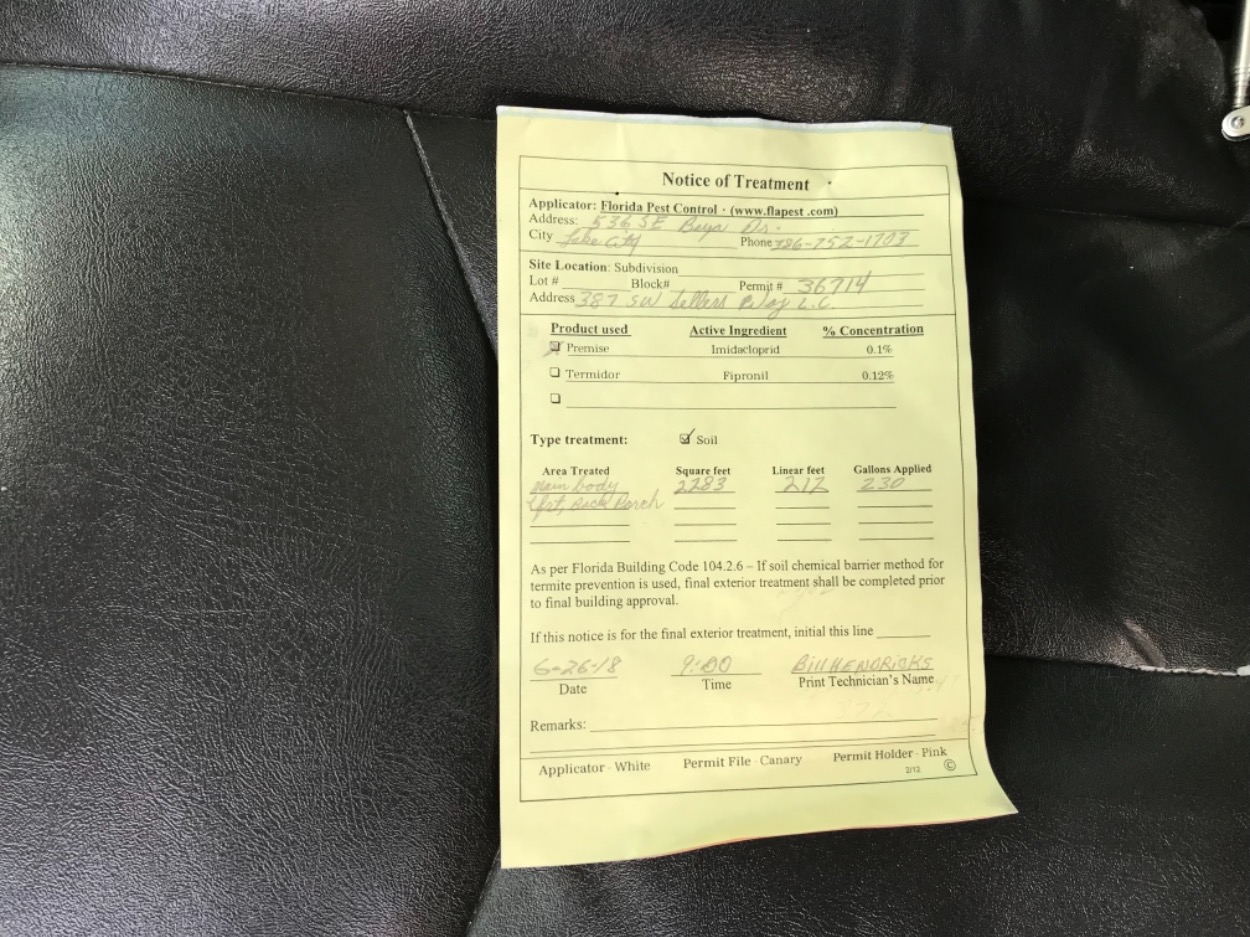 Notice of Treatment
Applicator: Florida Pest Control · (www.flapest .com)
Address: 536 SE Baya Dr.
City Lake City Phone 386-752-1703
Site Location: Subdivision
Lot # Block# Permit # 36714
Address 387 SW Sellers L.C.
Product used Active Ingredient % Concentration
Premise Imidacloprid 0.1%
Termidor Fipronil 0.12%
Type treatment: Soil
Area Treated Square feet Linear feet Gallons Applied
Main body 2283 212 230
Back Porch
As per Florida Building Code 104.2.6 – If soil chemical barrier method for
termite prevention is used, final exterior treatment shall be completed prior
to final building approval.
If this notice is for the final exterior treatment, initial this line
6-26-18 9:00 Bill HENDRICKS
Date Time Print Technician's Name
Remarks:
Applicator - White Permit File - Canary Permit Holder - Pink
2/12 ©